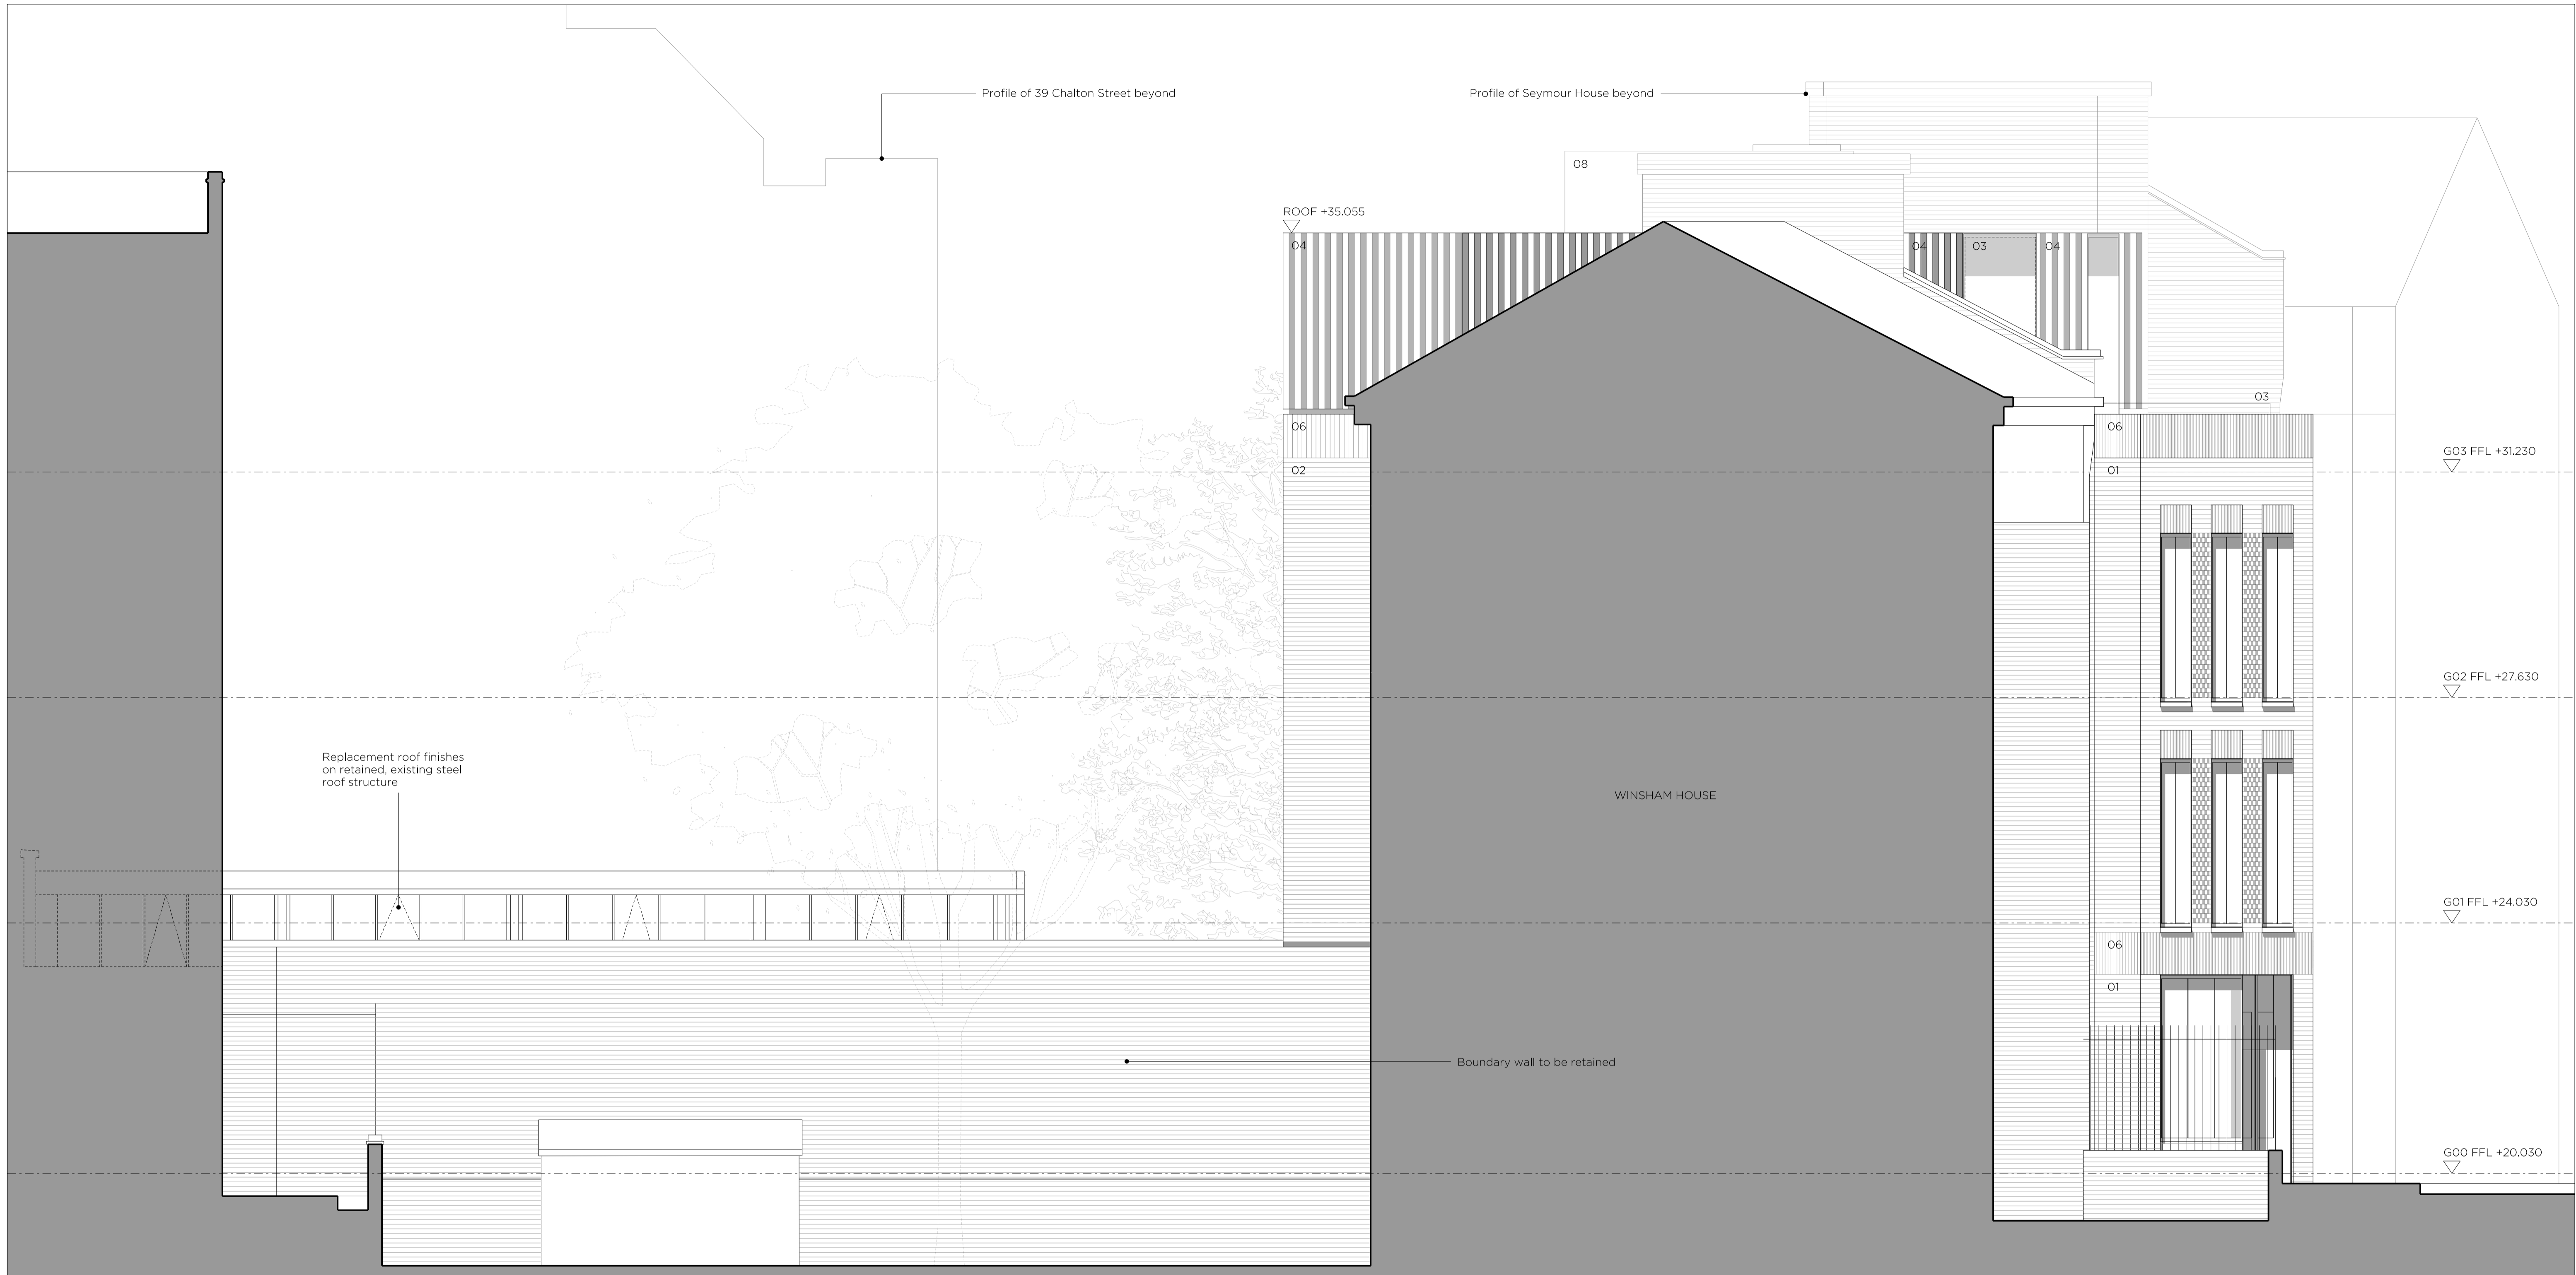 Profile of 39 Chalton Street beyond
Profile of Seymour House beyond
08
ROOF +35.055
04
04
03
04
03
06
06
02
01
G03 FFL +31.230
G02 FFL +27.630
Replacement roof finishes
on retained, existing steel
roof structure
WINSHAM HOUSE
G01 FFL +24.030
06
01
Boundary wall to be retained
G00 FFL +20.030